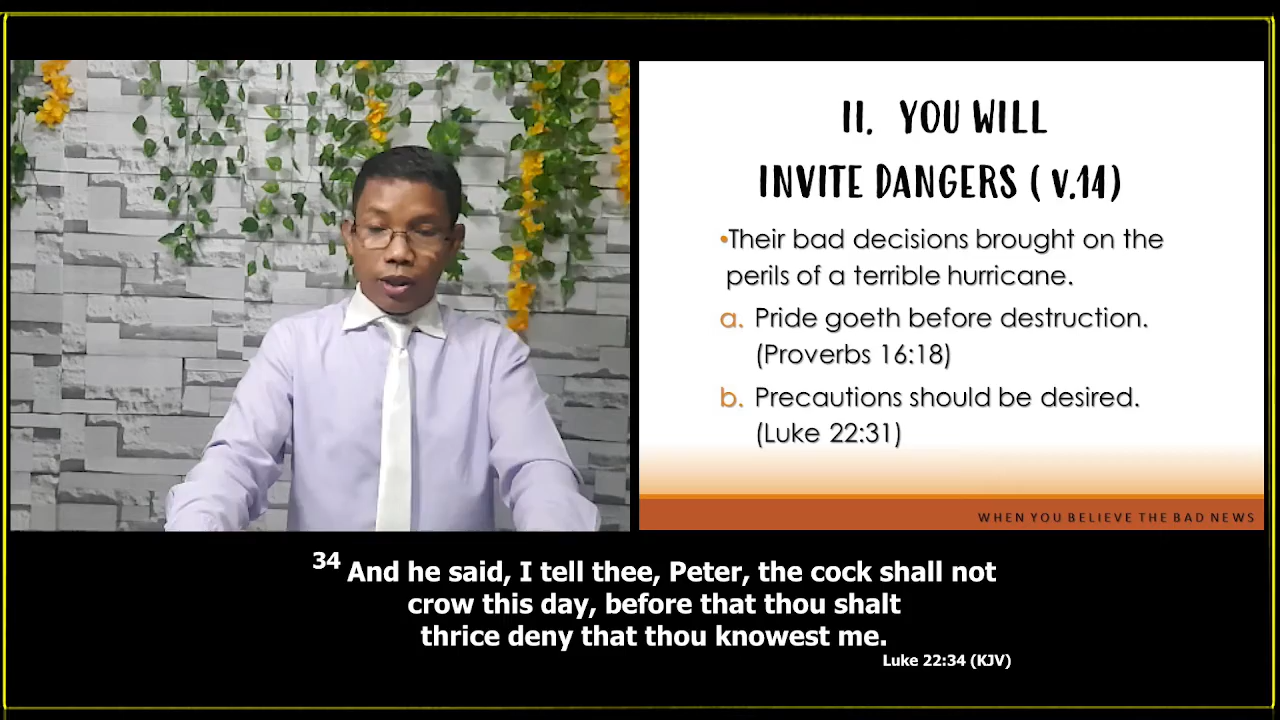 II. YOU WILL
INVITE DANGERS ( v.14)
•Their bad decisions brought on the
perils of a terrible hurricane.
a. Pride goeth before destruction.
(Proverbs 16:18)
b. Precautions should be desired.
(Luke 22:31)
WHEN YOU BELIEVE THE BAD NEWS
34 And he said, I tell thee, Peter, the cock shall not
crow this day, before that thou shalt
thrice deny that thou knowest me.
Luke 22:34 (KJV)